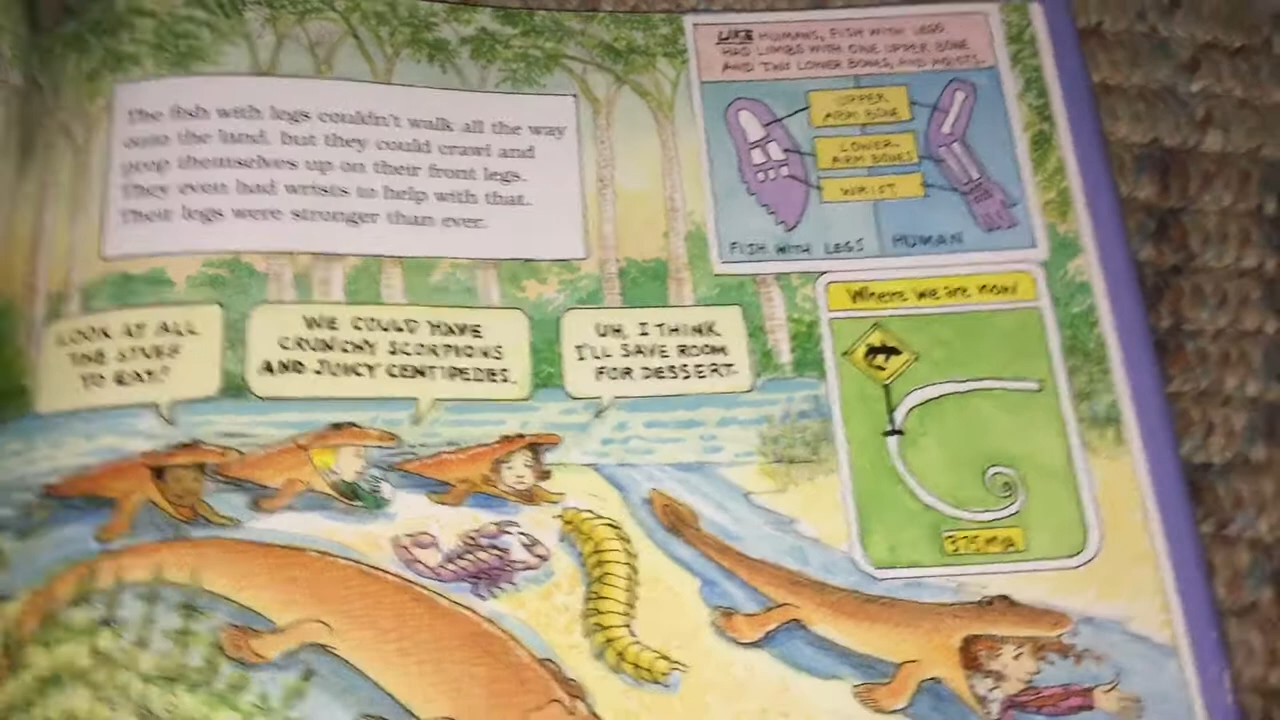 The fish with legs couldn't walk all the way
onto the land, but they could crawl and
prop themselves up on their front legs.
They even had wrists to help with that.
Their legs were stronger than ever.
LIKE HUMANS, FISH WITH LEGS
HAD LIMBS WITH ONE UPPER BONE
AND TWO LOWER BONES, AND WRISTS.
UPPER
ARM BONE
LOWER-
ARM BONES
WRIST
FISH WITH LEGS
HUMAN
LOOK AT ALL
THE STUFF
TO EAT!
WE COULD HAVE
CRUNCHY SCORPIONS
AND JUICY CENTIPEDES.
UH, I THINK
I'LL SAVE ROOM
FOR DESSERT.
Where we are now
375 MYA